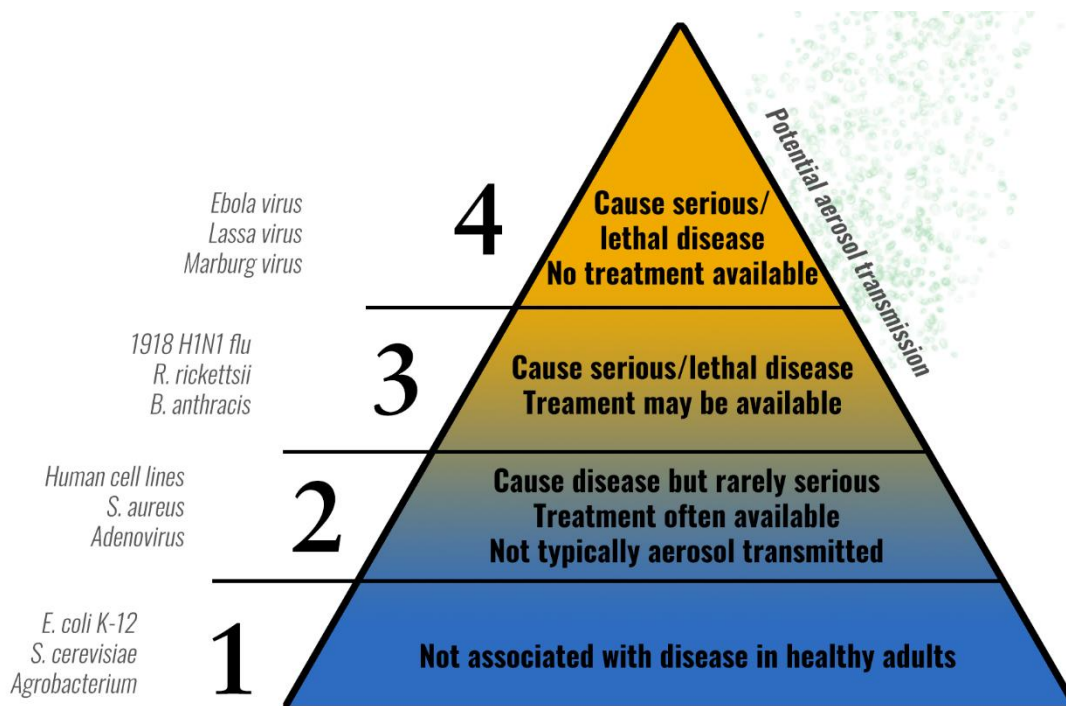 Potential aerosol transmission
Ebola virus
Lassa virus
Marburg virus
4
Cause serious/
lethal disease
No treatment available
1918 H1N1 flu
R. rickettsii
B. anthracis
3
Cause serious/lethal disease
Treament may be available
Human cell lines
S. aureus
Adenovirus
2
Cause disease but rarely serious
Treatment often available
Not typically aerosol transmitted
E. coli K-12
S. cerevisiae
Agrobacterium
1
Not associated with disease in healthy adults